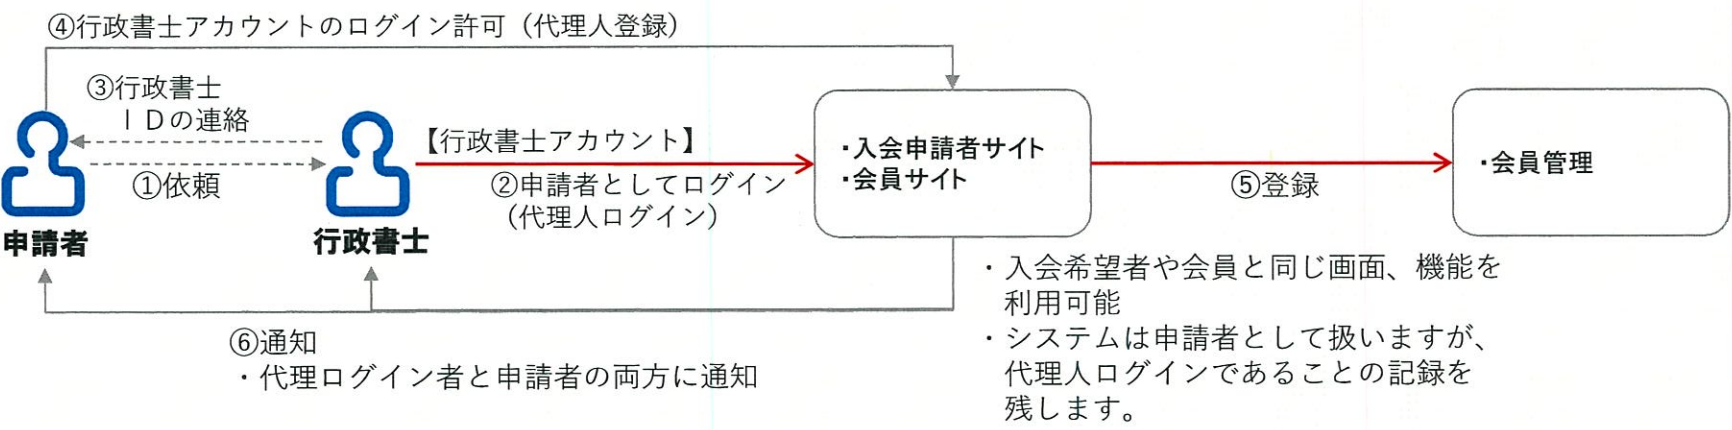 ④行政書士アカウントのログイン許可（代理人登録）
③行政書士
ＩＤの連絡
①依頼
申請者
行政書士
【行政書士アカウント】
②申請者としてログイン
（代理人ログイン）
・入会申請者サイト
・会員サイト
⑤登録
・会員管理
・入会希望者や会員と同じ画面、機能を
利用可能
・システムは申請者として扱いますが、
代理人ログインであることの記録を
残します。
⑥通知
・代理ログイン者と申請者の両方に通知